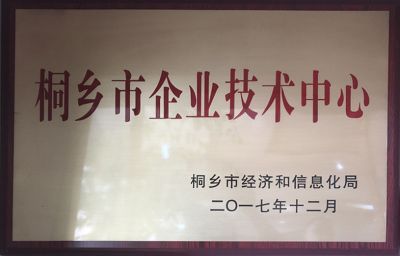 桐乡市企业技术中心
桐乡市经济和信息化局
二〇一七年十二月